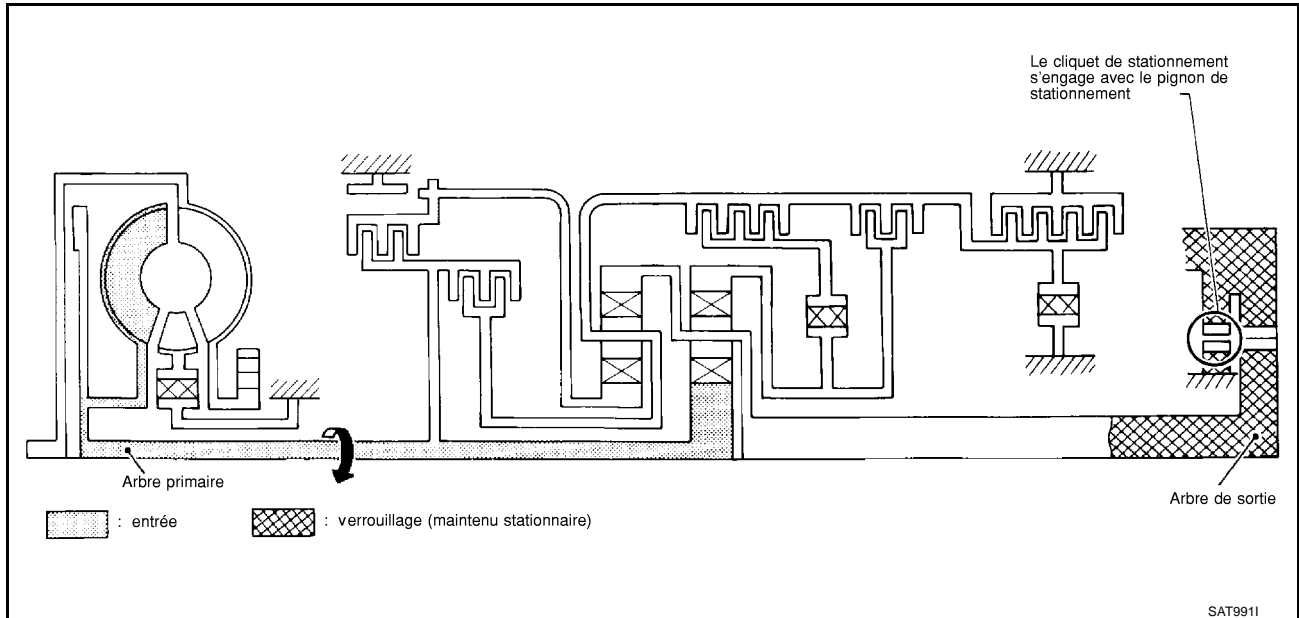 Le cliquet de stationnement
s'engage avec le pignon de
stationnement
Arbre primaire
Arbre de sortie
: entrée
: verrouillage (maintenu stationnaire)
SAT991I